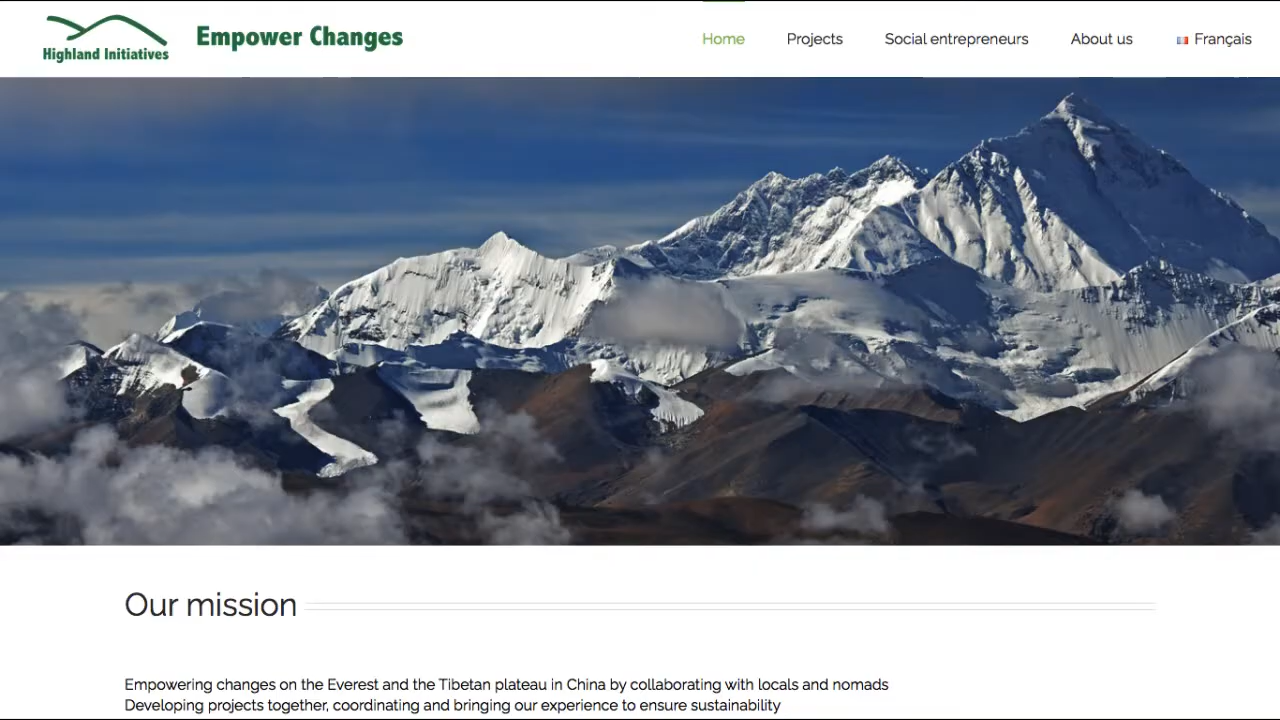 Highland Initiatives
Empower Changes
Home
Projects
Social entrepreneurs
About us
Français
Our mission
Empowering changes on the Everest and the Tibetan plateau in China by collaborating with locals and nomads
Developing projects together, coordinating and bringing our experience to ensure sustainability